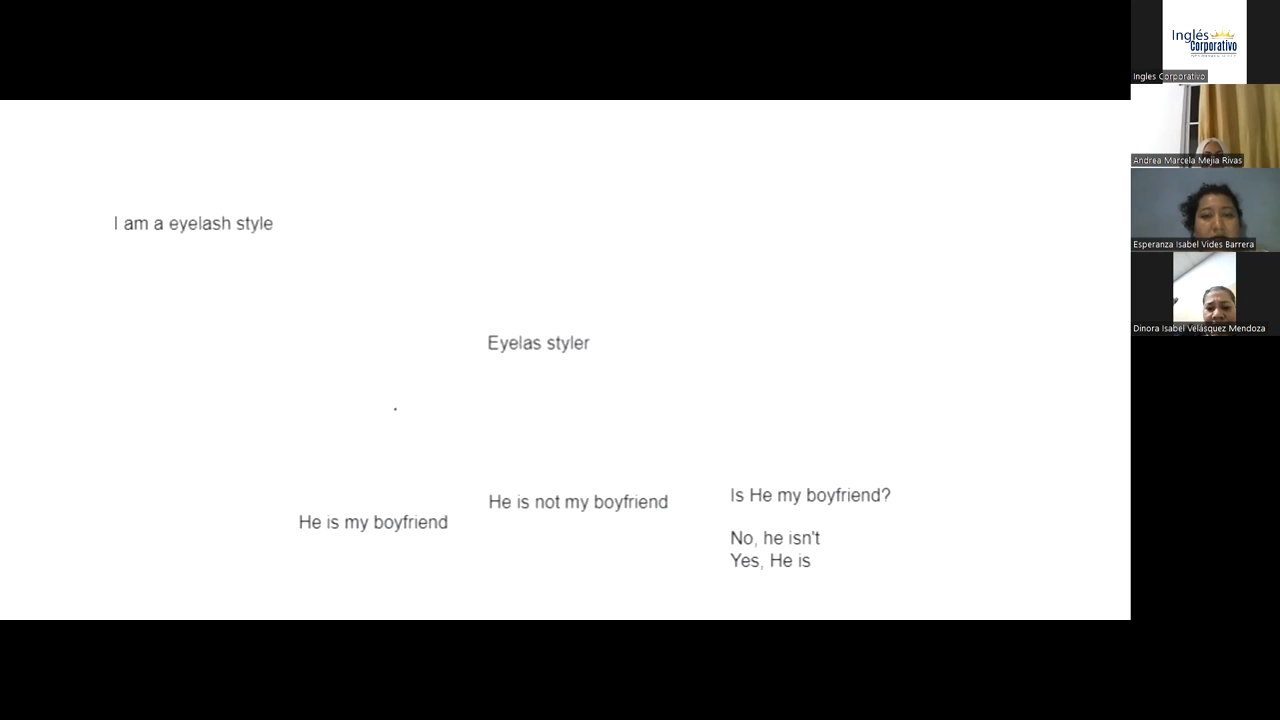 I am a eyelash style
Eyelas styler
He is my boyfriend
He is not my boyfriend
Is He my boyfriend?
No, he isn't
Yes, He is
Inglés
Corporativo
Ingles Corporativo
Andrea Marcela Mejia Rivas
Esperanza Isabel Vides Barrera
Dinora Isabel Velásquez Mendoza